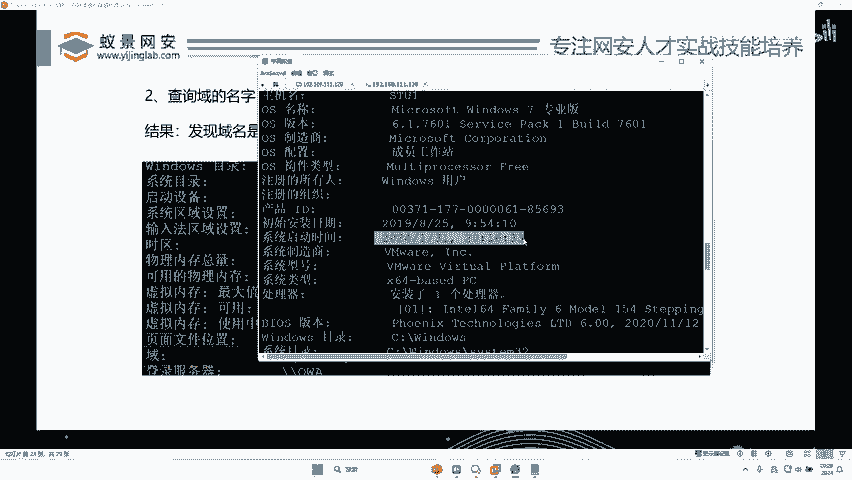 蚁景网安
www.yijinglab.com
专注网安人才实战技能培养
2、查询域的名字
结果：发现域名是
主机名： STU1
OS 名称： Microsoft Windows 7 专业版
OS 版本： 6.1.7601 Service Pack 1 Build 7601
OS 制造商： Microsoft Corporation
OS 配置： 成员工作站
OS 构件类型： Multiprocessor Free
注册的所有人： Windows 用户
注册的组织：
产品 ID： 00371-177-0000061-85693
初始安装日期： 2019/8/25, 9:54:10
系统启动时间：
系统制造商： VMware, Inc.
系统型号： VMware Virtual Platform
系统类型： x64-based PC
处理器： 安装了 1 个处理器。
[01]: Intel64 Family 6 Model 154 Stepping
BIOS 版本： Phoenix Technologies LTD 6.00, 2020/11/12
Windows 目录： C:\Windows
系统目录： C:\Windows\system32
Windows 目录：
系统目录：
启动设备：
系统区域设置：
输入法区域设置：
时区：
物理内存总量：
可用的物理内存：
虚拟内存：最大值
虚拟内存：可用：
虚拟内存：使用中
页面文件位置：
域：
登录服务器： \\OWA